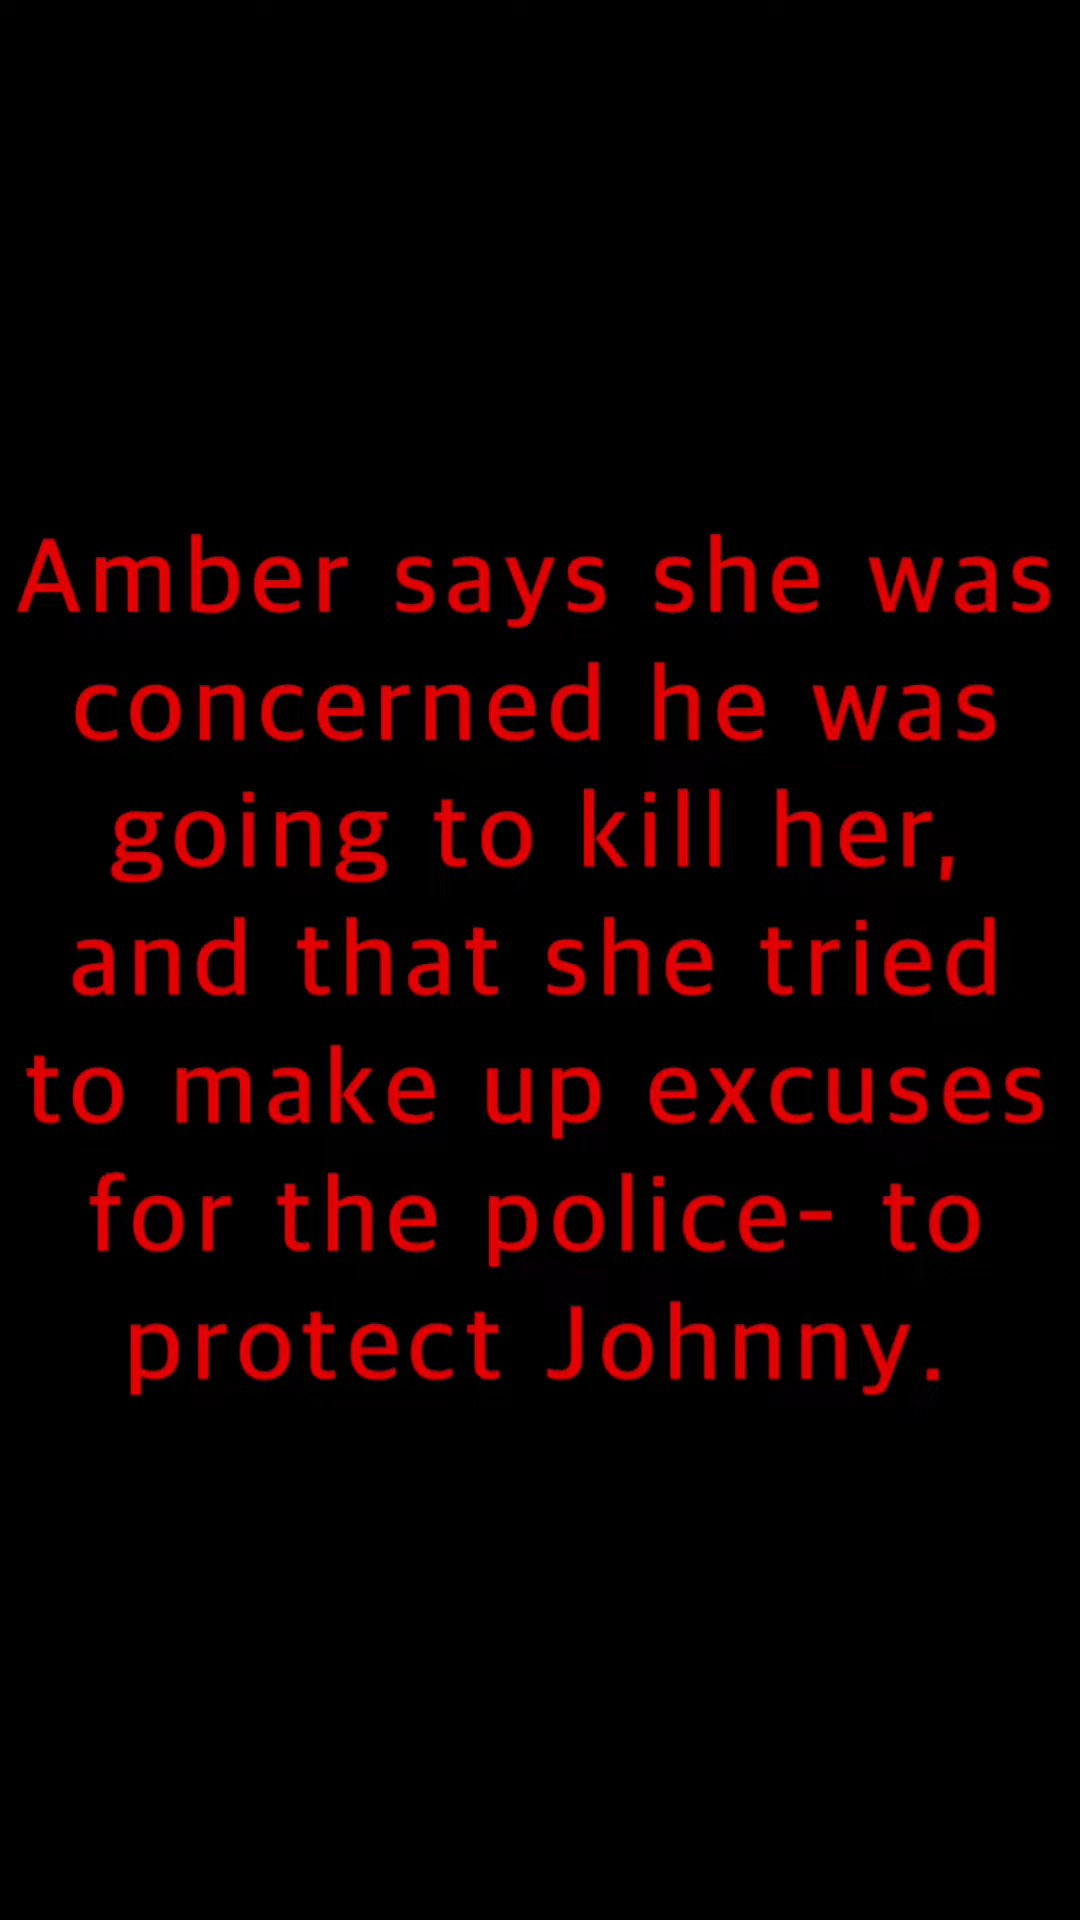 Amber says she was
concerned he was
going to kill her,
and that she tried
to make up excuses
for the police- to
protect Johnny.